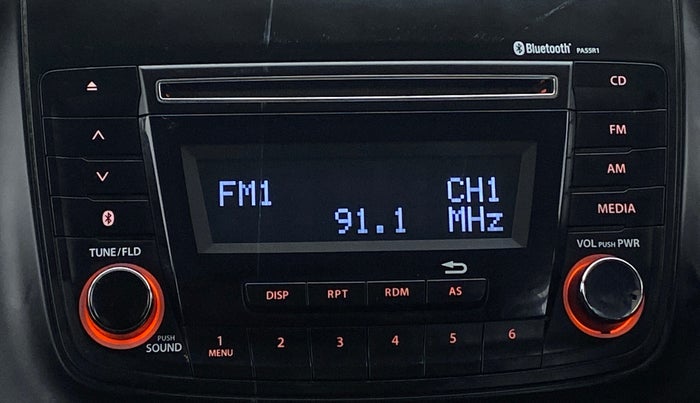 Bluetooth PA55R1
CD
FM
AM
MEDIA
FM1 CH1
91.1 MHz
TUNE/FLD
VOL PUSH PWR
DISP RPT RDM AS
PUSH
SOUND
1 2 3 4 5 6
MENU